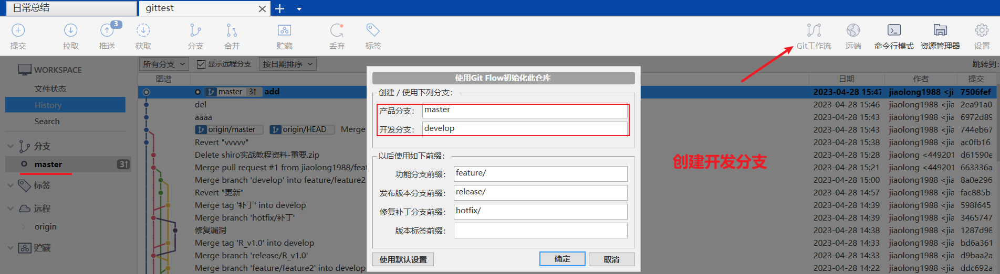 日常总结
gittest
提交
拉取
3
推送
获取
分支
合并
贮藏
丢弃
标签
Git工作流
远端
命令行模式
资源管理器
设置
WORKSPACE
文件状态
History
Search
分支
master 3↑
标签
远程
origin
贮藏
所有分支
显示远程分支
按日期排序
跳转到:
图谱
日期
作者
提交
master 3↑ add 2023-04-28 15:47 jiaolong1988 <ji 7506fef
del 2023-04-28 15:46 jiaolong1988 <jia 2ea91a0
aaaa 2023-04-28 15:43 jiaolong1988 <jia 6972d89
origin/master origin/HEAD Merge 2023-04-28 15:43 jiaolong1988 <jia 744eb67
Revert "vvvvv" 2023-04-28 15:38 jiaolong1988 <jia ac0fb16
Delete shiro实战教程资料-重要.zip 2023-04-28 15:28 jiaolong <449201 d61590e
Merge pull request #1 from jiaolong1988/feat 2023-04-28 15:21 jiaolong <449201 663336a
Merge branch 'develop' into feature/feature2 2023-04-28 15:00 jiaolong1988 <jia 8a0e296
Revert "更新" 2023-04-28 14:57 jiaolong1988 <jia fac885b
Merge tag '补丁' into develop 2023-04-28 14:39 jiaolong1988 <jia 598f645
Merge branch 'hotfix/补丁' 2023-04-28 14:39 jiaolong1988 <jia 3465747
修复漏洞 2023-04-28 14:38 jiaolong1988 <jia 1287d98
Merge tag 'R_v1.0' into develop 2023-04-28 14:33 jiaolong1988 <jia bd6a361
Merge branch 'release/R_v1.0' 2023-04-28 14:33 jiaolong1988 <jia d9baa2a
Merge branch 'feature/feature2' into develop 2023-04-28 14:22 jiaolong1988 <jia ddc692a
使用Git Flow初始化此仓库
创建 / 使用下列分支:
产品分支: master
开发分支: develop
以后使用如下前缀:
功能分支前缀: feature/
发布版本分支前缀: release/
修复补丁分支前缀: hotfix/
版本标签前缀:
使用默认设置
确定
取消
创建开发分支